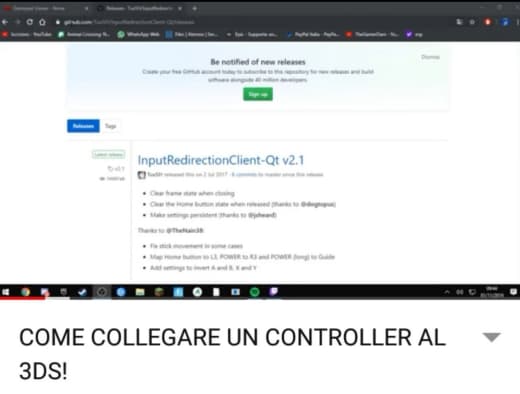 Dismiss
Be notified of new releases
Create your free GitHub account today to subscribe to this repository for new releases and build
software alongside 40 million developers.
Sign up
Releases Tags
Latest release
InputRedirectionClient-Qt v2.1
v2.1
TuxSH released this on 2 Jul 2017 · 6 commits to master since this release
• Clear frame state when closing
• Clear the Home button state when released (thanks to @dogtopus)
• Make settings persistent (thanks to @joheard)
Thanks to @TheNain38:
• Fix stick movement in some cases
• Map Home button to L3, POWER to R3 and POWER (long) to Guide
• Add settings to invert A and B, X and Y
COME COLLEGARE UN CONTROLLER AL
3DS!